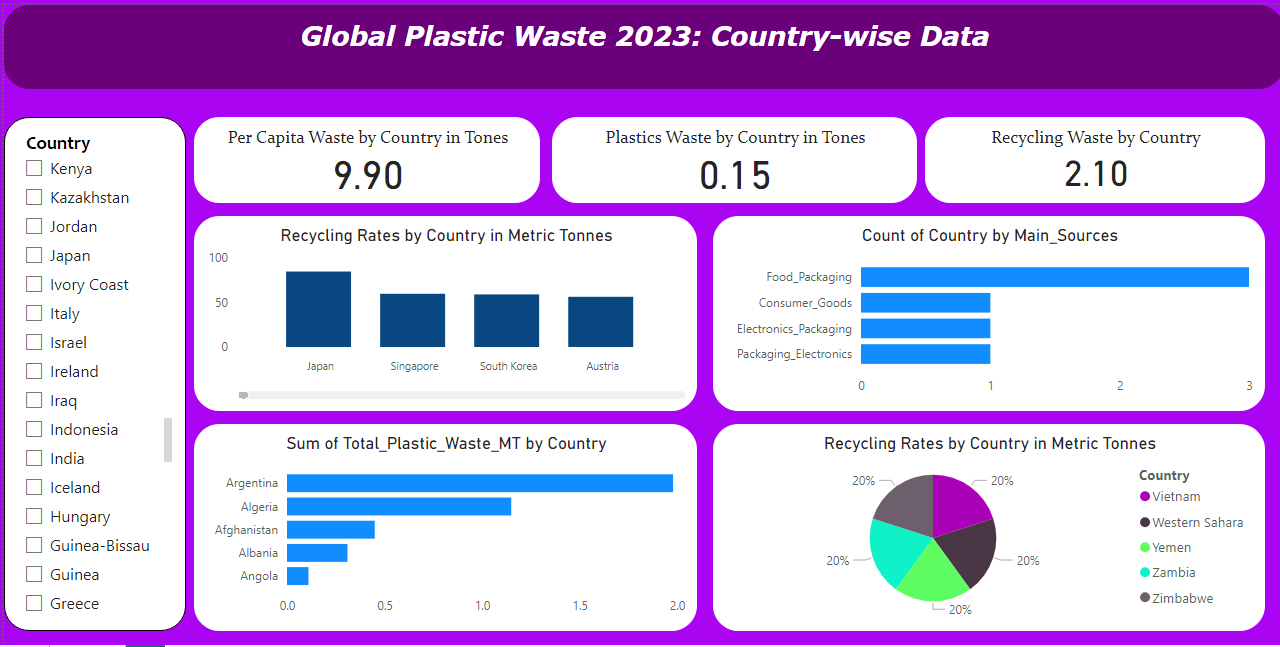 Global Plastic Waste 2023: Country-wise Data
Country
Kenya
Kazakhstan
Jordan
Japan
Ivory Coast
Italy
Israel
Ireland
Iraq
Indonesia
India
Iceland
Hungary
Guinea-Bissau
Guinea
Greece
Per Capita Waste by Country in Tones
9.90
Plastics Waste by Country in Tones
0.15
Recycling Waste by Country
2.10
Recycling Rates by Country in Metric Tonnes
100
50
0
Japan Singapore South Korea Austria
Count of Country by Main_Sources
Food_Packaging
Consumer_Goods
Electronics_Packaging
Packaging_Electronics
0 1 2 3
Sum of Total_Plastic_Waste_MT by Country
Argentina
Algeria
Afghanistan
Albania
Angola
0.0 0.5 1.0 1.5 2.0
Recycling Rates by Country in Metric Tonnes
20% 20%
20% 20%
20%
Country
Vietnam
Western Sahara
Yemen
Zambia
Zimbabwe